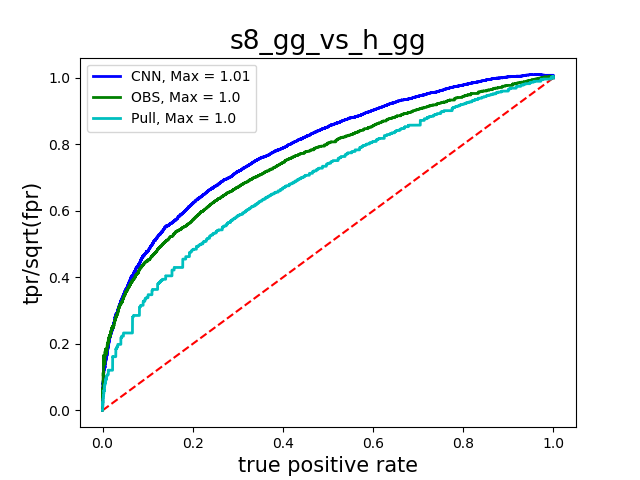 s8_gg_vs_h_gg
CNN, Max = 1.01
OBS, Max = 1.0
Pull, Max = 1.0
tpr/sqrt(fpr)
1.0
0.8
0.6
0.4
0.2
0.0
0.0 0.2 0.4 0.6 0.8 1.0
true positive rate